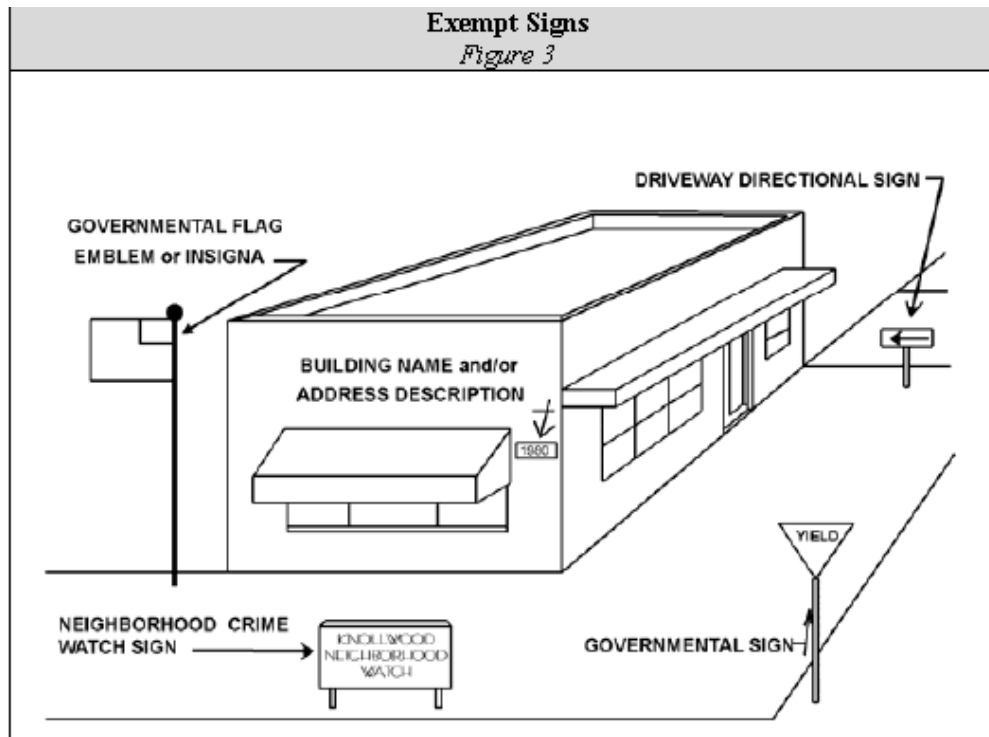 Exempt Signs
Figure 3
DRIVEWAY DIRECTIONAL SIGN
GOVERNMENTAL FLAG
EMBLEM or INSIGNA
BUILDING NAME and/or
ADDRESS DESCRIPTION
1980
YIELD
NEIGHBORHOOD CRIME
WATCH SIGN
KNOLLWOOD
NEIGHBORHOOD
WATCH
GOVERNMENTAL SIGN